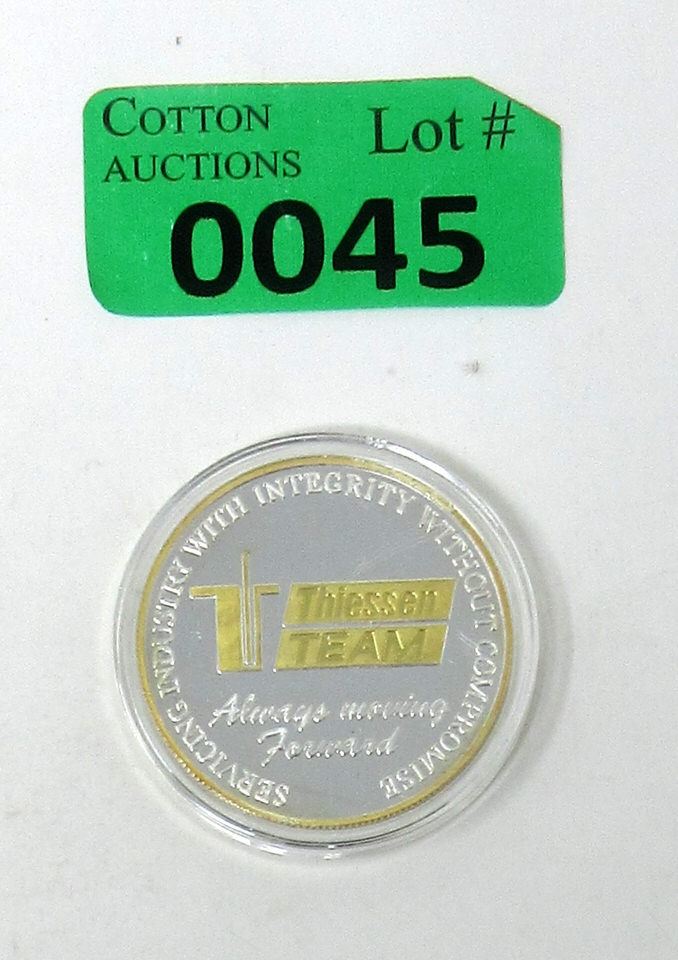 COTTON
AUCTIONS
Lot #
0045
SERVICING INDUSTRY WITH INTEGRITY WITHOUT COMPROMISE
Thiessen
TEAM
Always moving
Forward